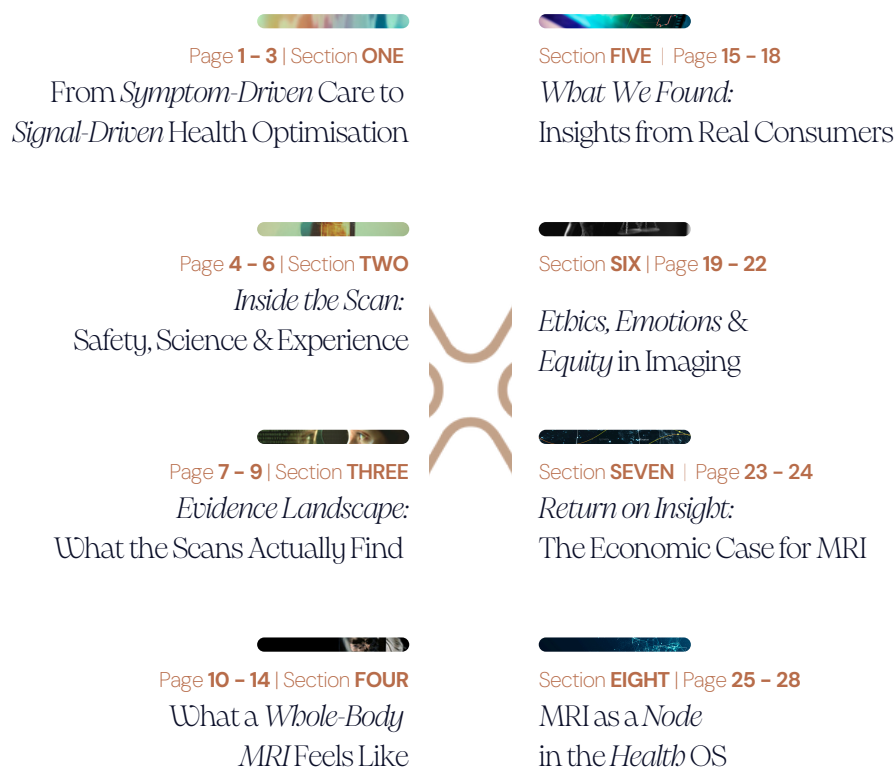 Page 1 – 3 | Section ONE
From Symptom-Driven Care to
Signal-Driven Health Optimisation
Page 4 – 6 | Section TWO
Inside the Scan:
Safety, Science & Experience
Page 7 – 9 | Section THREE
Evidence Landscape:
What the Scans Actually Find
Page 10 – 14 | Section FOUR
What a Whole-Body
MRI Feels Like
Section FIVE | Page 15 – 18
What We Found:
Insights from Real Consumers
Section SIX | Page 19 – 22
Ethics, Emotions &
Equity in Imaging
Section SEVEN | Page 23 – 24
Return on Insight:
The Economic Case for MRI
Section EIGHT | Page 25 – 28
MRI as a Node
in the Health OS